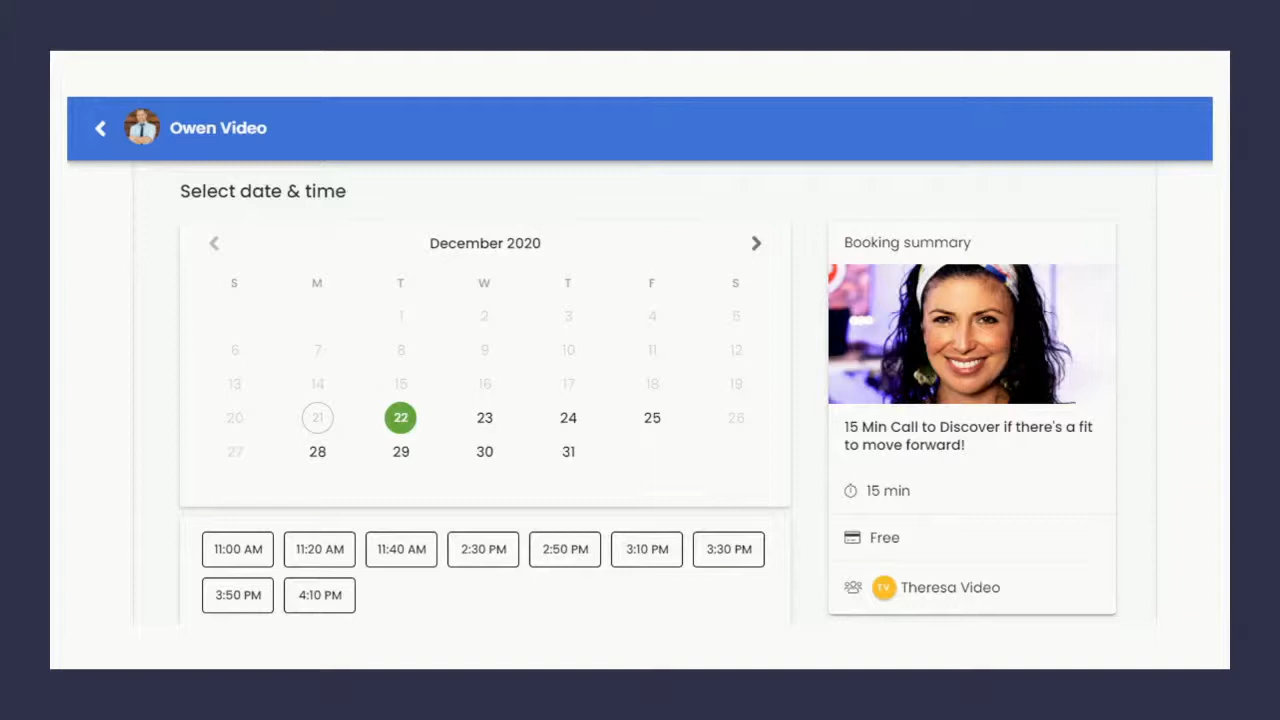 Owen Video
Select date & time
December 2020
S M T W T F S
1 2 3 4 5
6 7 8 9 10 11 12
13 14 15 16 17 18 19
20 21 22 23 24 25 26
27 28 29 30 31
11:00 AM 11:20 AM 11:40 AM 2:30 PM 2:50 PM 3:10 PM 3:30 PM
3:50 PM 4:10 PM
Booking summary
15 Min Call to Discover if there's a fit
to move forward!
15 min
Free
TV Theresa Video